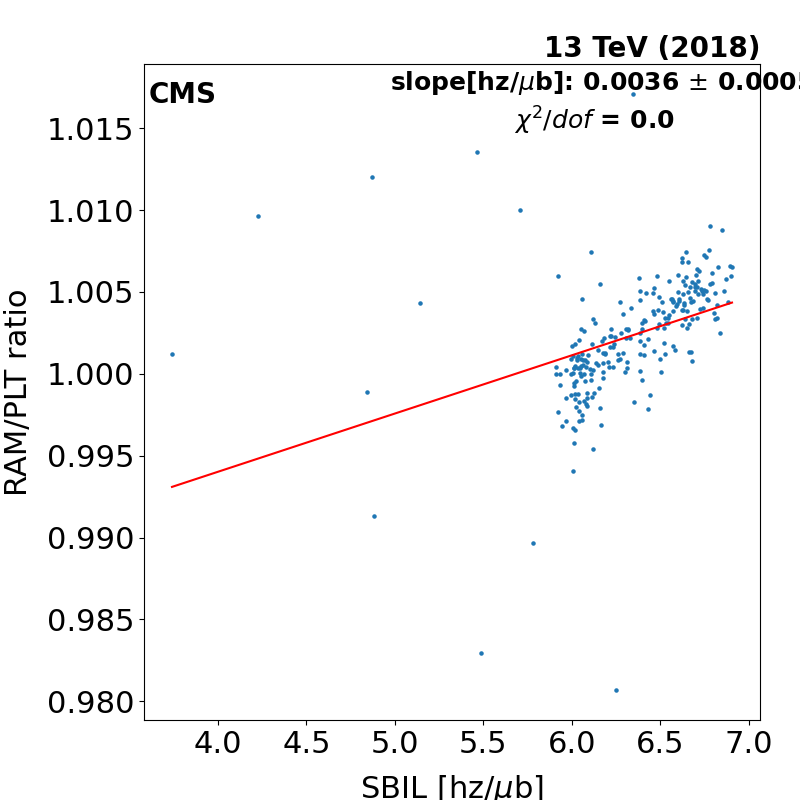 13 TeV (2018)
CMS
slope[hz/μb]: 0.0036 ± 0.0005
χ²/dof = 0.0
1.015
1.010
1.005
1.000
0.995
0.990
0.985
0.980
RAM/PLT ratio
4.0 4.5 5.0 5.5 6.0 6.5 7.0
SBIL [hz/μb]